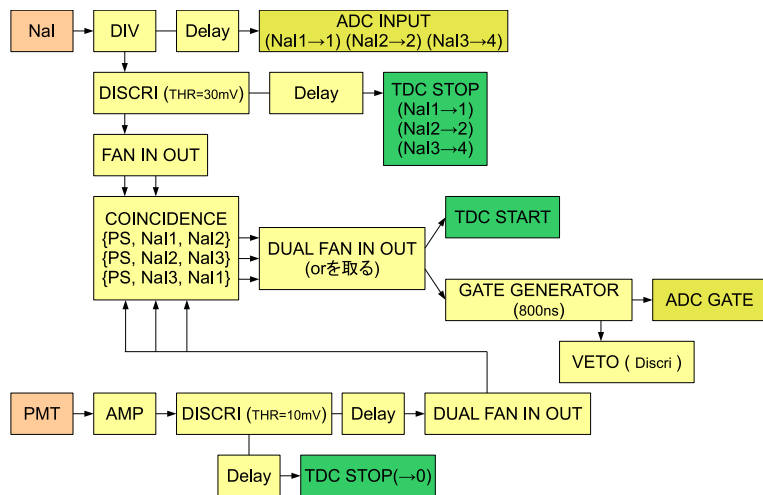 NaI
DIV
Delay
ADC INPUT
(NaI1→1) (NaI2→2) (NaI3→4)
DISCRI (THR=30mV)
Delay
TDC STOP
(NaI1→1)
(NaI2→2)
(NaI3→4)
FAN IN OUT
COINCIDENCE
{PS, NaI1, NaI2}
{PS, NaI2, NaI3}
{PS, NaI3, NaI1}
DUAL FAN IN OUT
(orを取る)
TDC START
GATE GENERATOR
(800ns)
ADC GATE
VETO ( Discri )
PMT
AMP
DISCRI (THR=10mV)
Delay
DUAL FAN IN OUT
Delay
TDC STOP(→0)